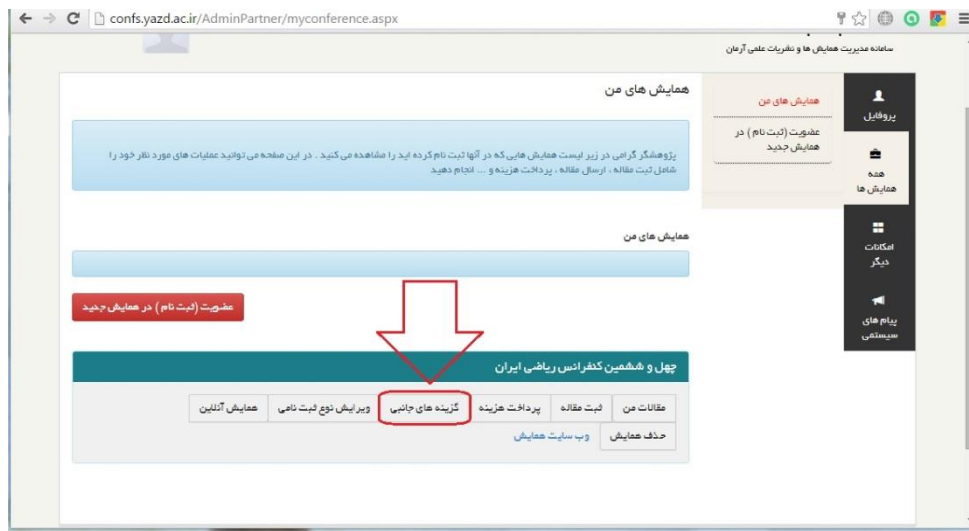 confs.yazd.ac.ir/AdminPartner/myconference.aspx
سامانه مدیریت همایش ها و نشریات علمی آرمان
پروفایل
همه
همایش ها
امکانات
دیگر
پیام های
سیستمی
همایش های من
عضویت (ثبت نام ) در
همایش جدید
همایش های من
پژوهشگر گرامی در زیر لیست همایش هایی که در آنها ثبت نام کرده اید را مشاهده می کنید . در این صفحه می توانید عملیات های مورد نظر خود را
شامل ثبت مقاله ، ارسال مقاله ، پرداخت هزینه و ... انجام دهید
همایش های من
عضویت (ثبت نام ) در همایش جدید
چهل و ششمین کنفرانس ریاضی ایران
مقالات من ثبت مقاله پرداخت هزینه گزینه های جانبی ویرایش نوع ثبت نامی همایش آنلاین
حذف همایش وب سایت همایش